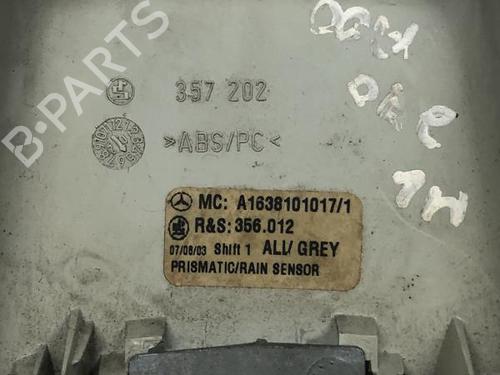 B-PARTS
357 202
>ABS/PC<
MC: A1638101017/1
R&S: 356.012
07/08/03 Shift 1 ALL/ GREY
PRISMATIC/RAIN SENSOR